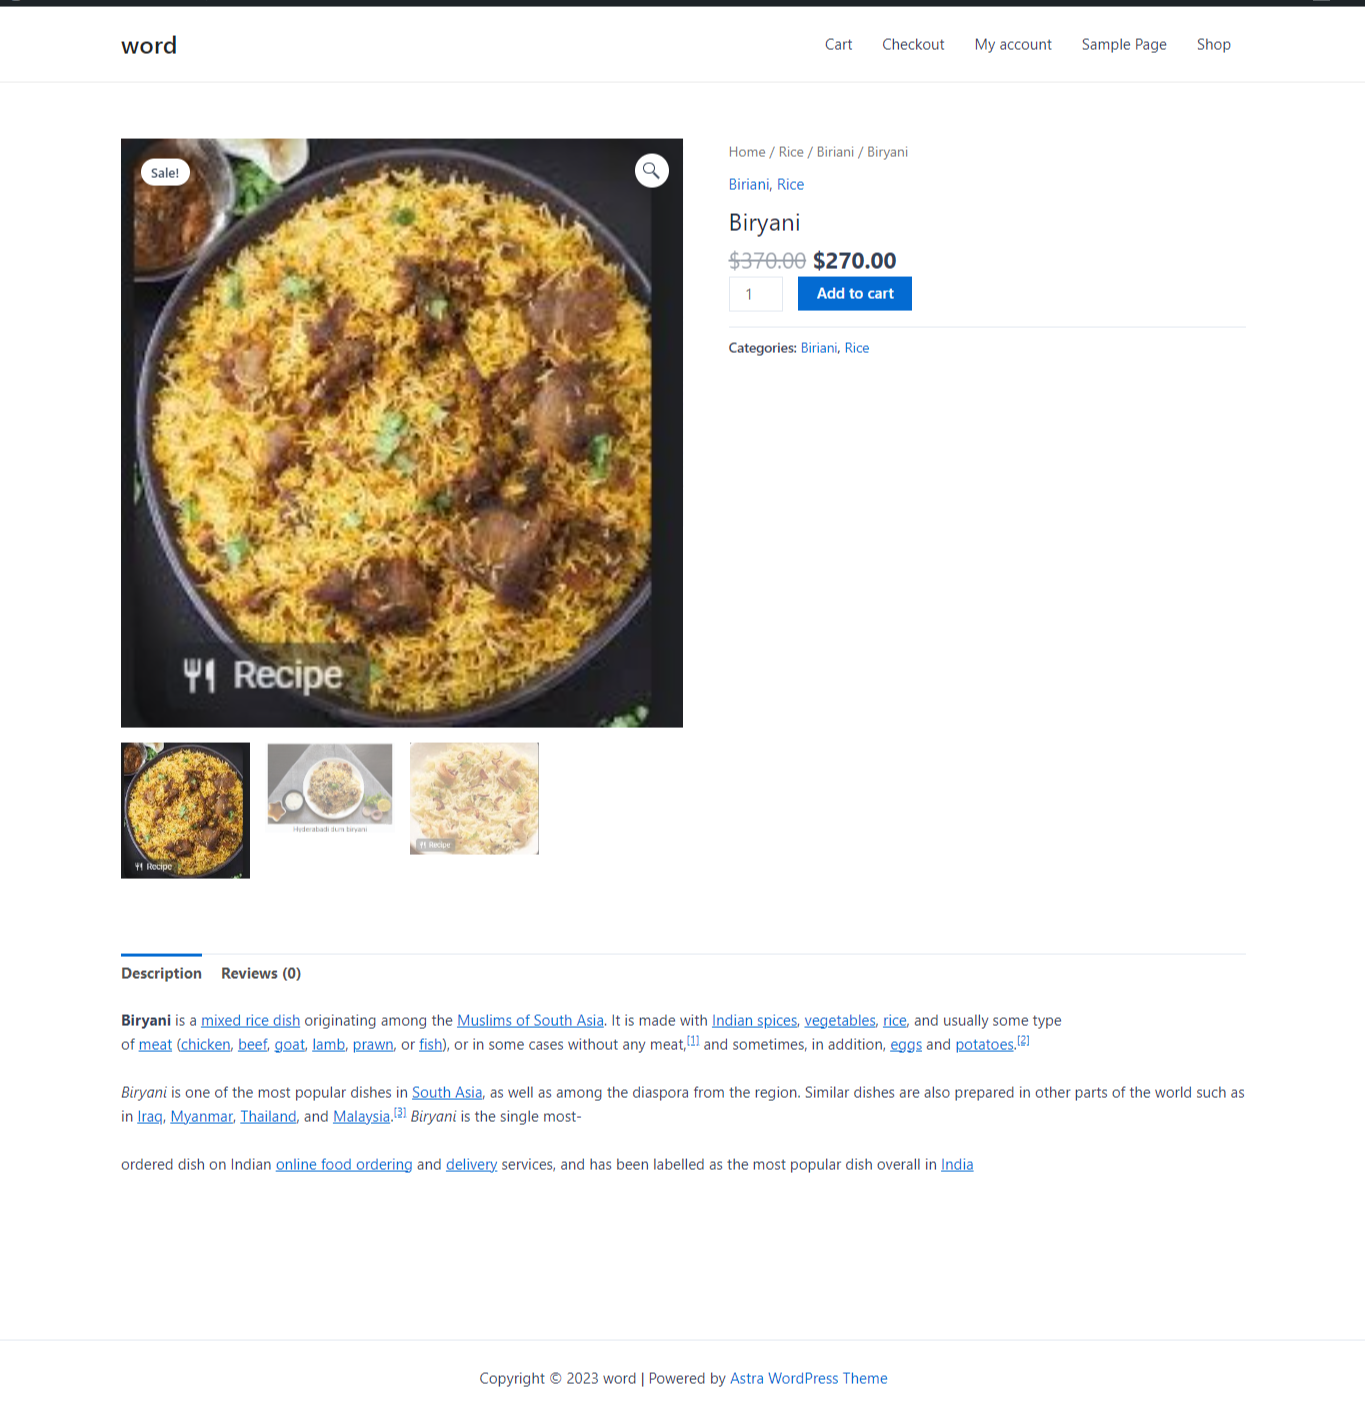 word
Cart Checkout My account Sample Page Shop
Sale!
Home / Rice / Biriani / Biryani
Biriani, Rice
Biryani
$370.00 $270.00
1 Add to cart
Categories: Biriani, Rice
Recipe
Recipe
Hyderabadi dum biryani
Recipe
Description Reviews (0)
Biryani is a mixed rice dish originating among the Muslims of South Asia. It is made with Indian spices, vegetables, rice, and usually some type
of meat (chicken, beef, goat, lamb, prawn, or fish), or in some cases without any meat,[1] and sometimes, in addition, eggs and potatoes.[2]
Biryani is one of the most popular dishes in South Asia, as well as among the diaspora from the region. Similar dishes are also prepared in other parts of the world such as
in Iraq, Myanmar, Thailand, and Malaysia.[3] Biryani is the single most-
ordered dish on Indian online food ordering and delivery services, and has been labelled as the most popular dish overall in India
Copyright © 2023 word | Powered by Astra WordPress Theme